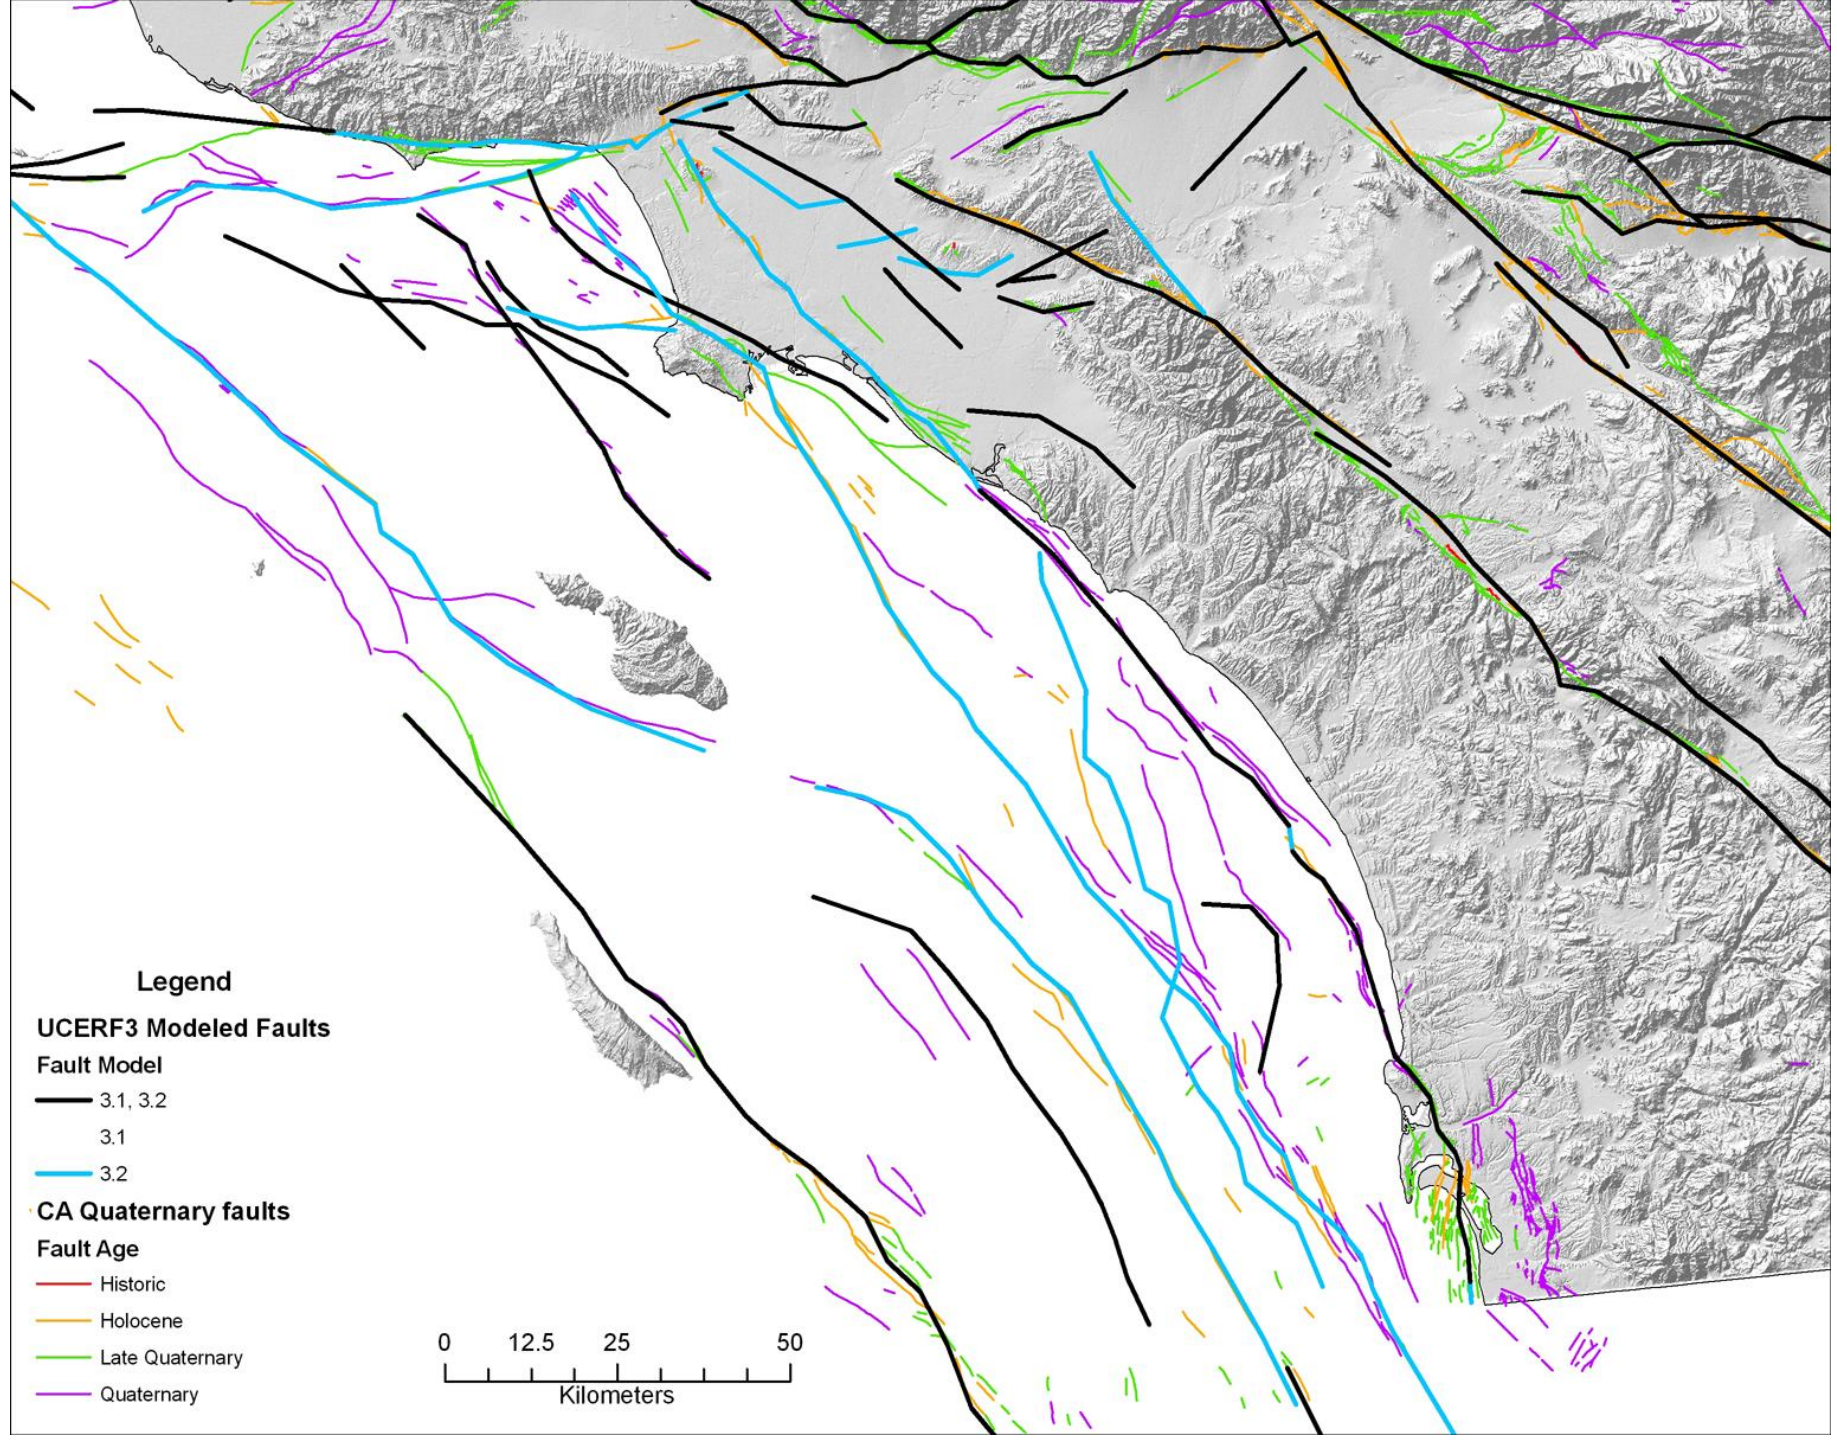 Legend
UCERF3 Modeled Faults
Fault Model
3.1, 3.2
3.1
3.2
CA Quaternary faults
Fault Age
Historic
Holocene
Late Quaternary
Quaternary
0 12.5 25 50
Kilometers